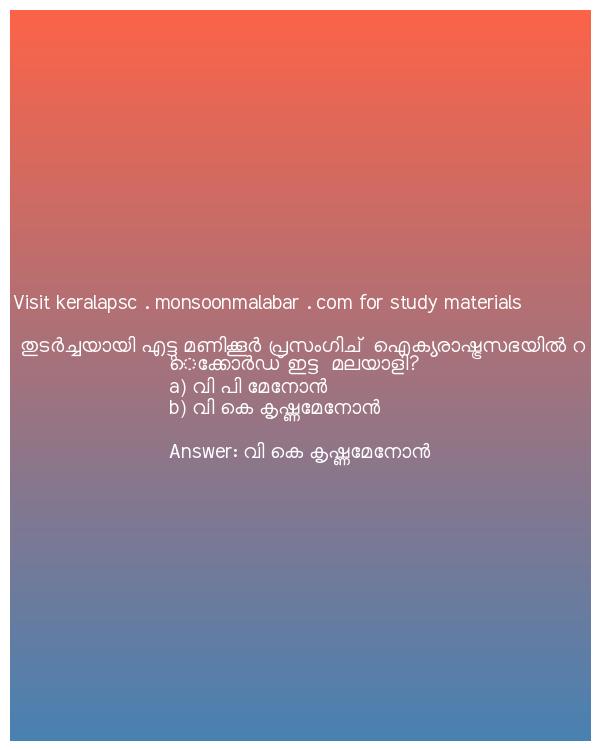 Visit keralapsc . monsoonmalabar . com for study materials
തുടർച്ചയായി എട്ട മണിക്കൂർ പ്രസംഗിച് ഐക്യരാഷ്ട്രസഭയിൽ റ
െക്കോർഡ് ഇട്ട മലയാളി?
a) വി പി മേനോൻ
b) വി കെ കൃഷ്ണമേനോൻ
Answer: വി കെ കൃഷ്ണമേനോൻ